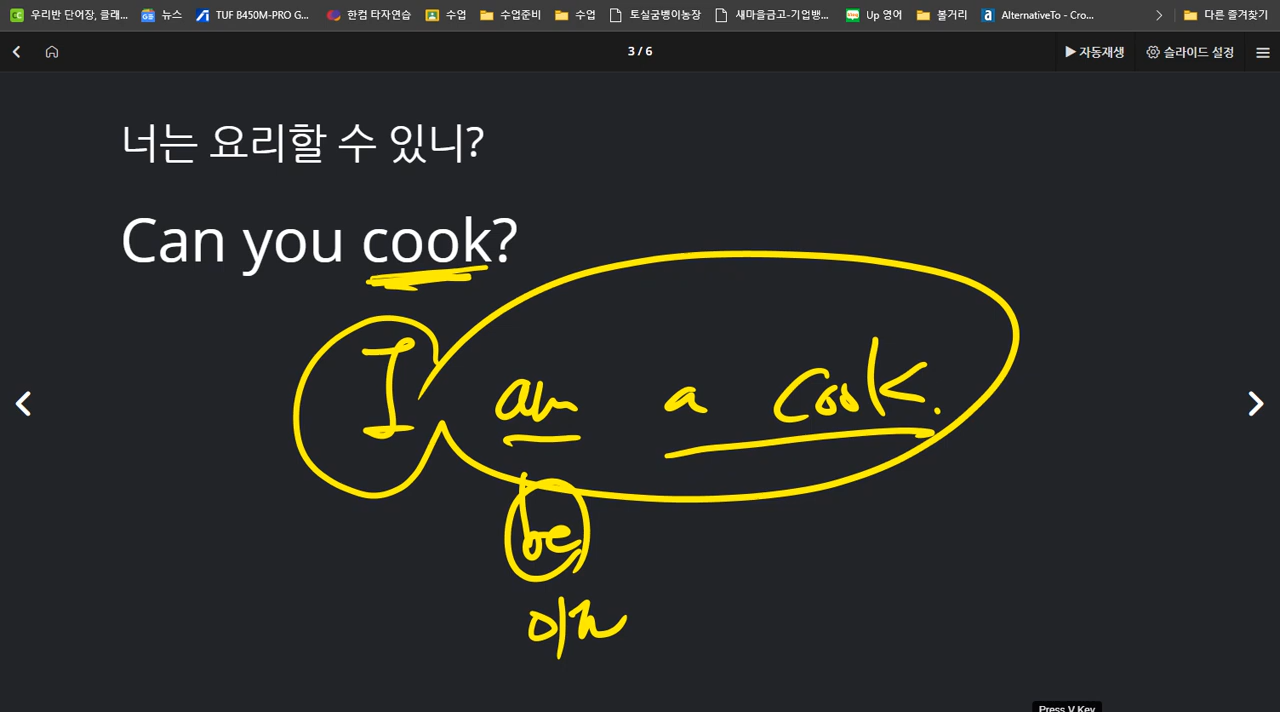 우리반 단어장, 클래... 뉴스 TUF B450M-PRO G... 한컴 타자연습 수업 수업준비 수업 토실굼벵이농장 새마을금고-기업뱅... Up 영어 볼거리 AlternativeTo - Cro... 다른 즐겨찾기
3 / 6 자동재생 슬라이드 설정
너는 요리할 수 있니?
Can you cook?
I am a cook.
be
Press V Key